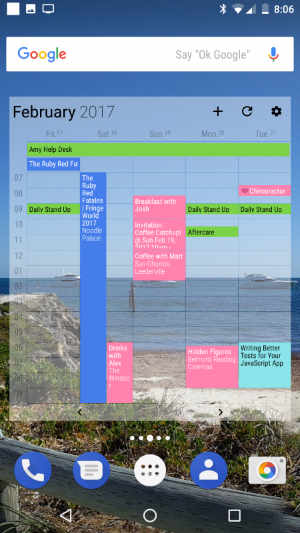 8:06
Google Say "Ok Google"
February 2017
Fri 17 Sat 18 Sun 19 Mon 20 Tue 21
Amy Help Desk
The Ruby Red Fa
07
08
09
10
11
12
01
02
03
04
05
06
07
08
09
The
Ruby
Red
Fatales
| Fringe
World
2017
Noodle
Palace
Chiropractor
Breakfast with
Josh
Daily Stand Up
Daily Stand Up
Daily Stand Up
Invitation:
Coffee Catchup!
@ Sun Feb 19,
Aftercare
Coffee with Matt
San Churros
Leederville
Drinks
with
Alex
The
Hidden Figures
Belmont Reading
Cinemas
Writing Better
Tests for Your
JavaScript App